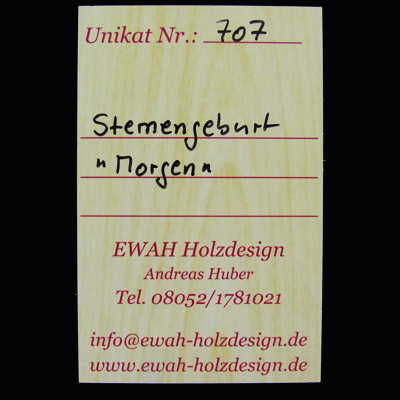 Unikat Nr.: 707
Sternengeburt
"Morgen"
EWAH Holzdesign
Andreas Huber
Tel. 08052/1781021
info@ewah-holzdesign.de
www.ewah-holzdesign.de